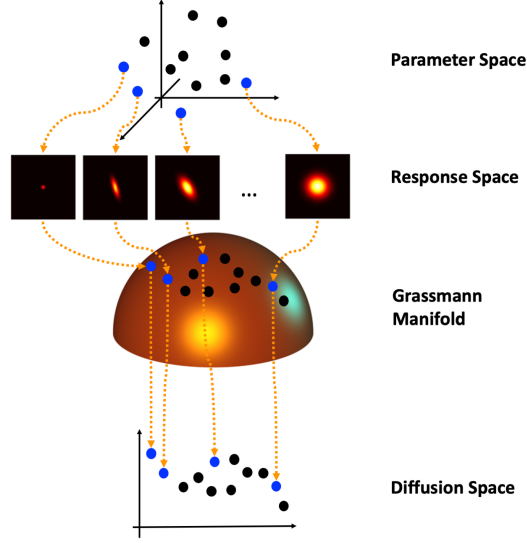 Parameter Space
Response Space
...
Grassmann
Manifold
Diffusion Space